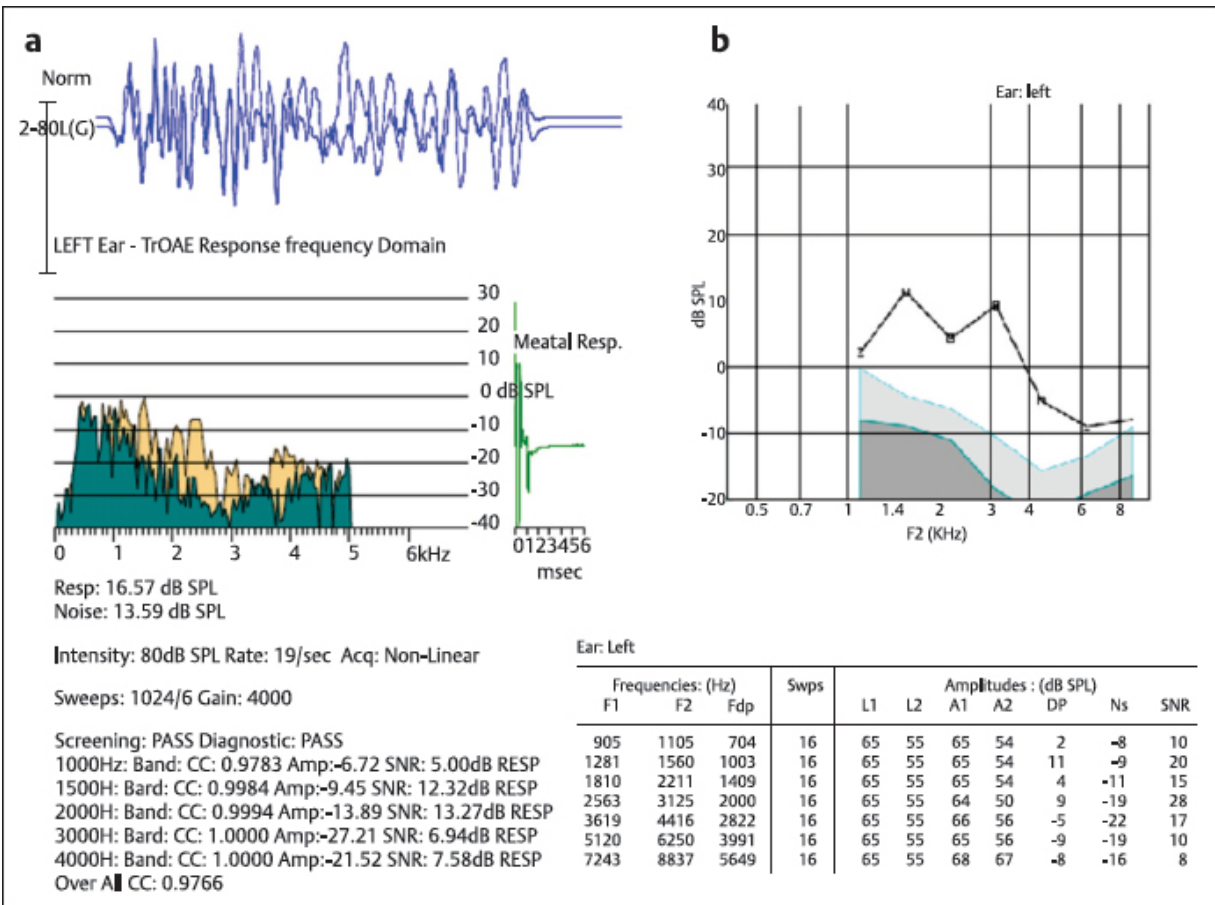 a
Norm
2-80L(G)
LEFT Ear - TrOAE Response frequency Domain
30
20
10
0 dB SPL
-10
-20
-30
-40
Meatal Resp.
0 1 2 3 4 5 6kHz
0123456
msec
Resp: 16.57 dB SPL
Noise: 13.59 dB SPL
Intensity: 80dB SPL Rate: 19/sec Acq: Non-Linear
Sweeps: 1024/6 Gain: 4000
Screening: PASS Diagnostic: PASS
1000Hz: Band: CC: 0.9783 Amp:-6.72 SNR: 5.00dB RESP
1500H: Bard: CC: 0.9984 Amp:-9.45 SNR: 12.32dB RESP
2000H: Band: CC: 0.9994 Amp:-13.89 SNR: 13.27dB RESP
3000H: Bard: CC: 1.0000 Amp:-27.21 SNR: 6.94dB RESP
4000H: Band: CC: 1.0000 Amp:-21.52 SNR: 7.58dB RESP
Over All CC: 0.9766
b
Ear: left
40
30
20
10
0
-10
-20
dB SPL
0.5 0.7 1 1.4 2 3 4 6 8
F2 (KHz)
Ear: Left
Frequencies: (Hz) Swps Amplitudes : (dB SPL)
F1 F2 Fdp L1 L2 A1 A2 DP Ns SNR
905 1105 704 16 65 55 65 54 2 -8 10
1281 1560 1003 16 65 55 65 54 11 -9 20
1810 2211 1409 16 65 55 65 54 4 -11 15
2563 3125 2000 16 65 55 64 50 9 -19 28
3619 4416 2822 16 65 55 66 56 -5 -22 17
5120 6250 3991 16 65 55 65 56 -9 -19 10
7243 8837 5649 16 65 55 68 67 -8 -16 8